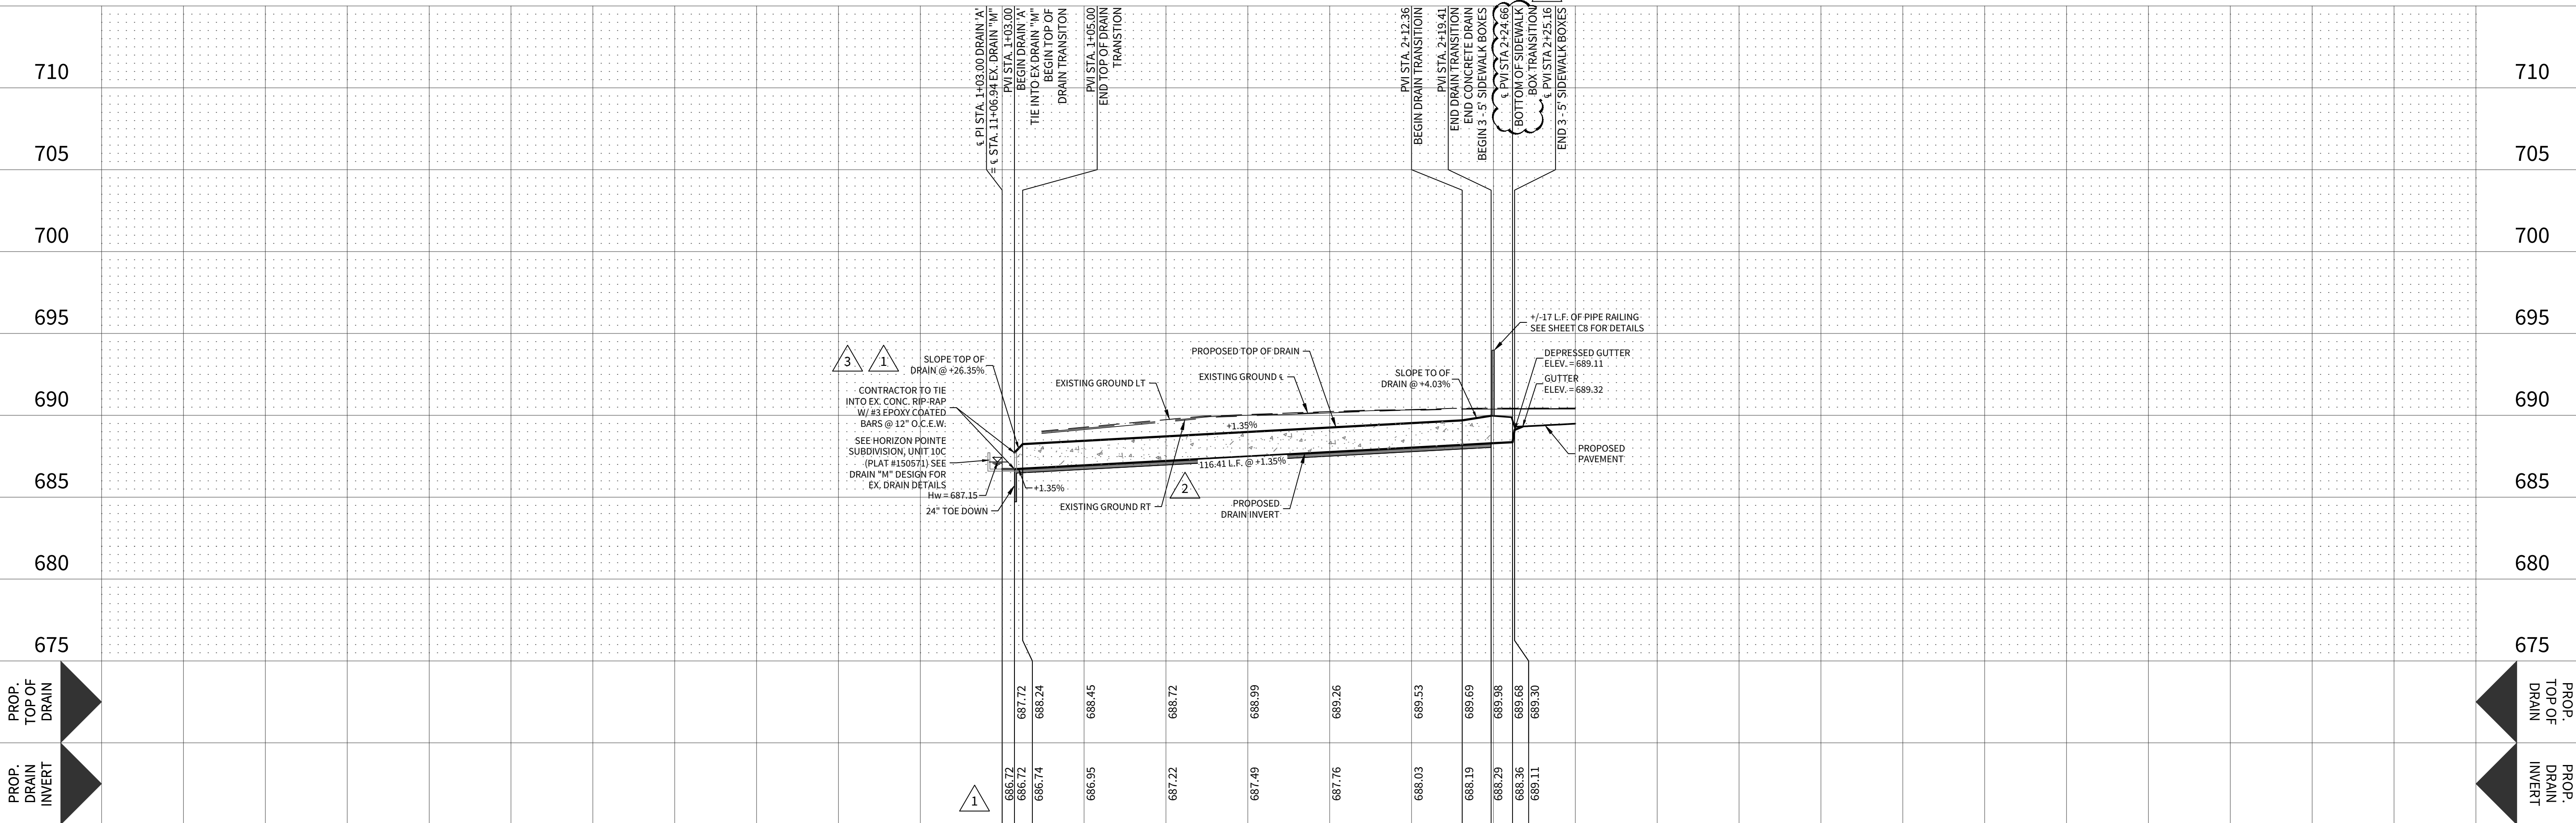 710
705
700
695
690
685
680
675
PROP.
TOP OF
DRAIN
PROP.
DRAIN
INVERT
℄ PI STA. 1+03.00 DRAIN 'A'
= ℄ STA. 11+06.94 EX. DRAIN "M"
PVI STA. 1+03.00
BEGIN DRAIN 'A'
TIE INTO EX DRAIN "M"
BEGIN TOP OF
DRAIN TRANSITON
PVI STA. 1+05.00
END TOP OF DRAIN
TRANSTION
PVI STA. 2+12.36
BEGIN DRAIN TRANSITIOIN
PVI STA. 2+19.41
END DRAIN TRANSITION
END CONCRETE DRAIN
BEGIN 3 - 5' SIDEWALK BOXES
℄ PVI STA 2+24.66
BOTTOM OF SIDEWALK
BOX TRANSITION
℄ PVI STA 2+25.16
END 3 - 5' SIDEWALK BOXES
3
1
SLOPE TOP OF
DRAIN @ +26.35%
CONTRACTOR TO TIE
INTO EX. CONC. RIP-RAP
W/ #3 EPOXY COATED
BARS @ 12" O.C.E.W.
SEE HORIZON POINTE
SUBDIVISION, UNIT 10C
(PLAT #150571) SEE
DRAIN "M" DESIGN FOR
EX. DRAIN DETAILS
Hw = 687.15
24" TOE DOWN
+1.35%
EXISTING GROUND LT
EXISTING GROUND RT
PROPOSED TOP OF DRAIN
EXISTING GROUND ℄
+1.35%
116.41 L.F. @ +1.35%
2
PROPOSED
DRAIN INVERT
SLOPE TO OF
DRAIN @ +4.03%
+/-17 L.F. OF PIPE RAILING
SEE SHEET C8 FOR DETAILS
DEPRESSED GUTTER
ELEV. = 689.11
GUTTER
ELEV. = 689.32
PROPOSED
PAVEMENT
687.72
688.24
688.45
688.72
688.99
689.26
689.53
689.69
689.98
689.68
689.30
1
686.72
686.72
686.74
686.95
687.22
687.49
687.76
688.03
688.19
688.29
688.36
689.11
710
705
700
695
690
685
680
675
PROP.
TOP OF
DRAIN
PROP.
DRAIN
INVERT